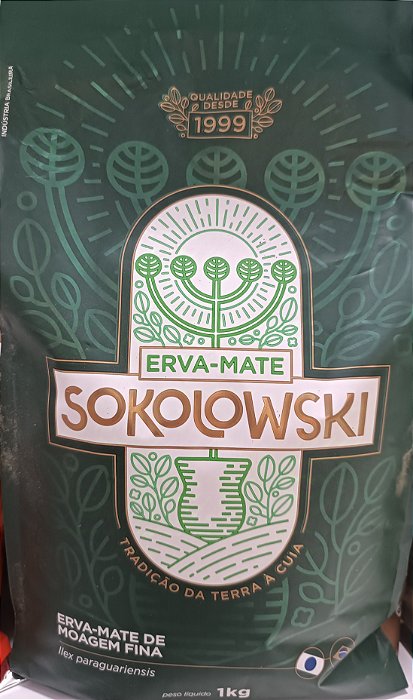 INDÚSTRIA BRASILEIRA
QUALIDADE
DESDE
1999
ERVA-MATE
SOKOLOWSKI
TRADIÇÃO DA TERRA À CUIA
ERVA-MATE DE
MOAGEM FINA
Ilex paraguariensis
peso líquido 1kg